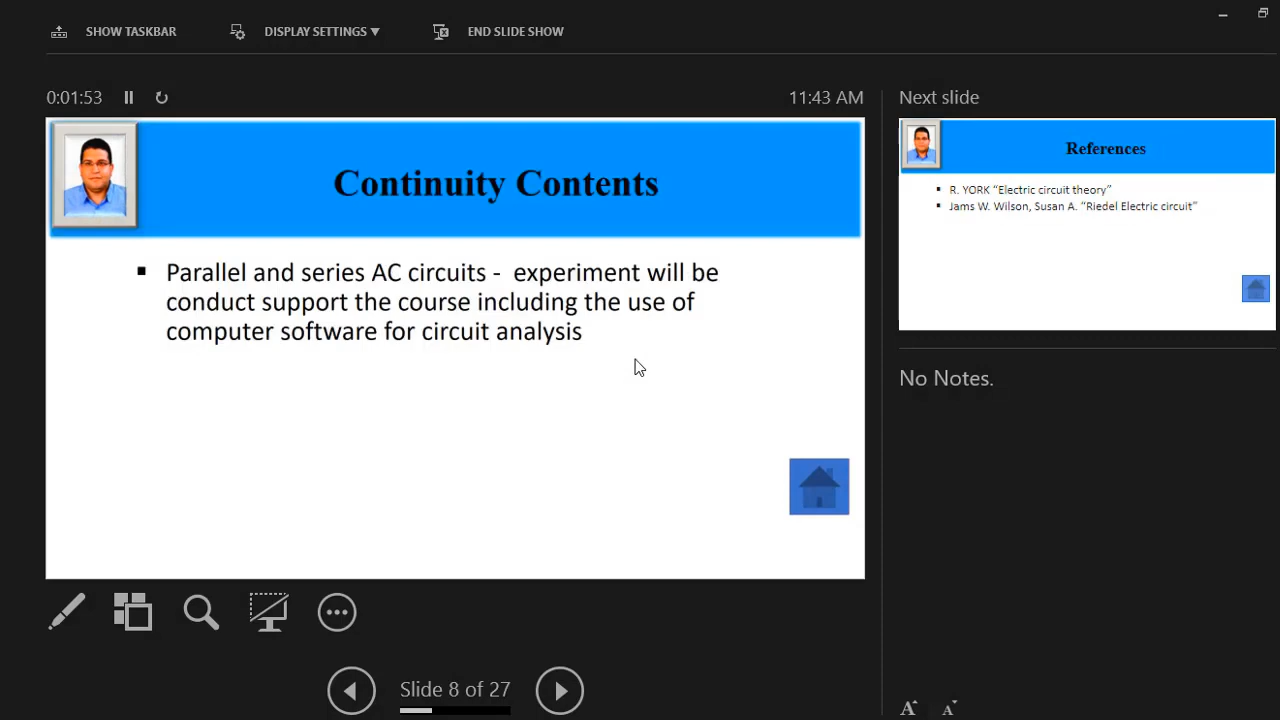 SHOW TASKBAR DISPLAY SETTINGS ▼ END SLIDE SHOW
0:01:53 11:43 AM
Continuity Contents
▪ Parallel and series AC circuits - experiment will be
conduct support the course including the use of
computer software for circuit analysis
Slide 8 of 27
Next slide
References
▪ R. YORK “Electric circuit theory”
▪ Jams W. Wilson, Susan A. “Riedel Electric circuit”
No Notes.
A A